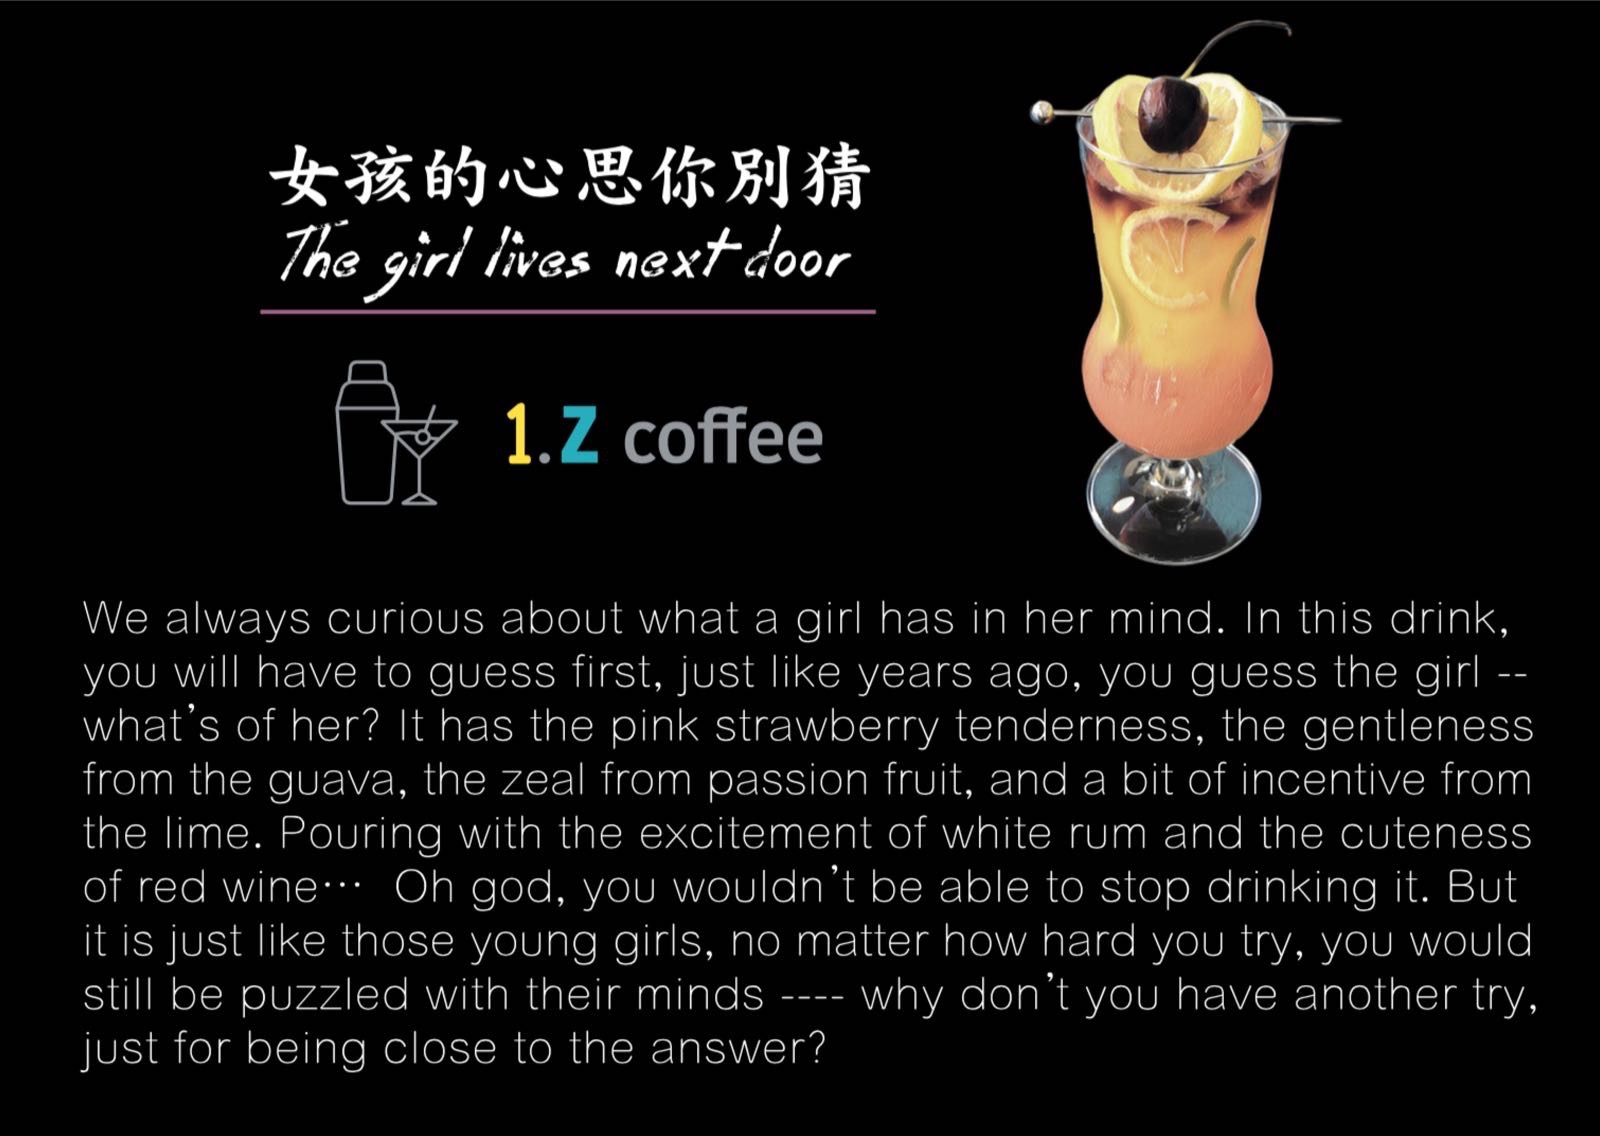 女孩的心思你別猜
The girl lives next door
1.Z coffee
We always curious about what a girl has in her mind. In this drink,
you will have to guess first, just like years ago, you guess the girl --
what’s of her? It has the pink strawberry tenderness, the gentleness
from the guava, the zeal from passion fruit, and a bit of incentive from
the lime. Pouring with the excitement of white rum and the cuteness
of red wine⋯ Oh god, you wouldn’t be able to stop drinking it. But
it is just like those young girls, no matter how hard you try, you would
still be puzzled with their minds ---- why don’t you have another try,
just for being close to the answer?